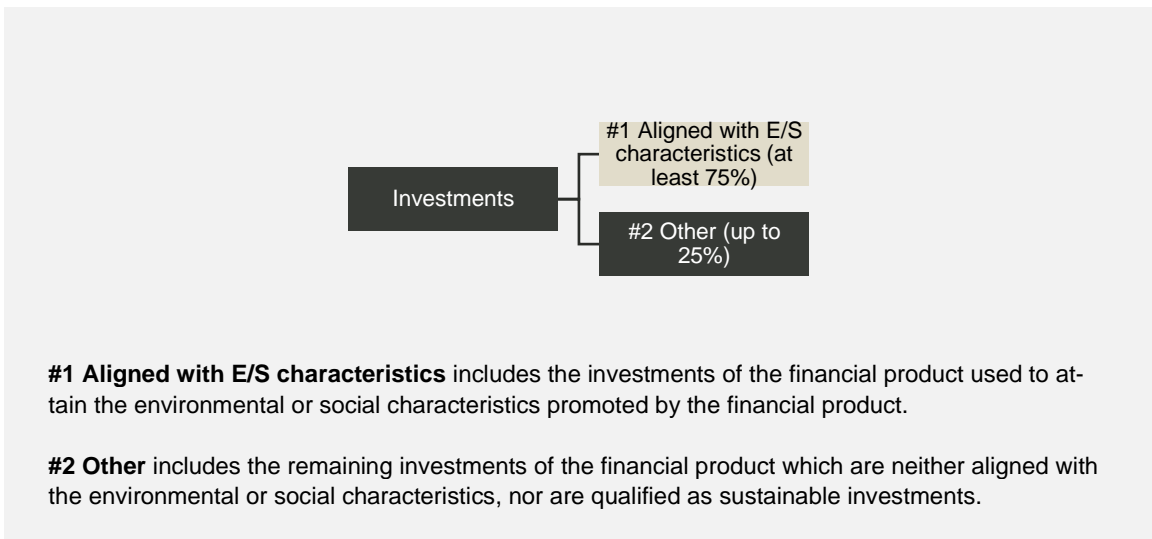 #1 Aligned with E/S
characteristics (at
least 75%)
Investments
#2 Other (up to
25%)
#1 Aligned with E/S characteristics includes the investments of the financial product used to at-
tain the environmental or social characteristics promoted by the financial product.
#2 Other includes the remaining investments of the financial product which are neither aligned with
the environmental or social characteristics, nor are qualified as sustainable investments.